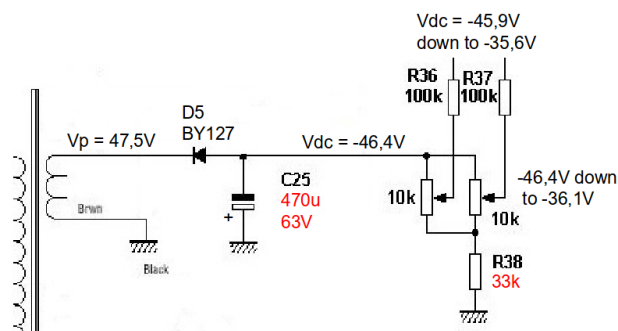 Vdc = -45,9V
down to -35,6V
R36
R37
100k
100k
D5
BY127
Vp = 47,5V
Vdc = -46,4V
-46,4V down
to -36,1V
C25
470u
63V
+
10k
10k
Brwn
Black
R38
33k